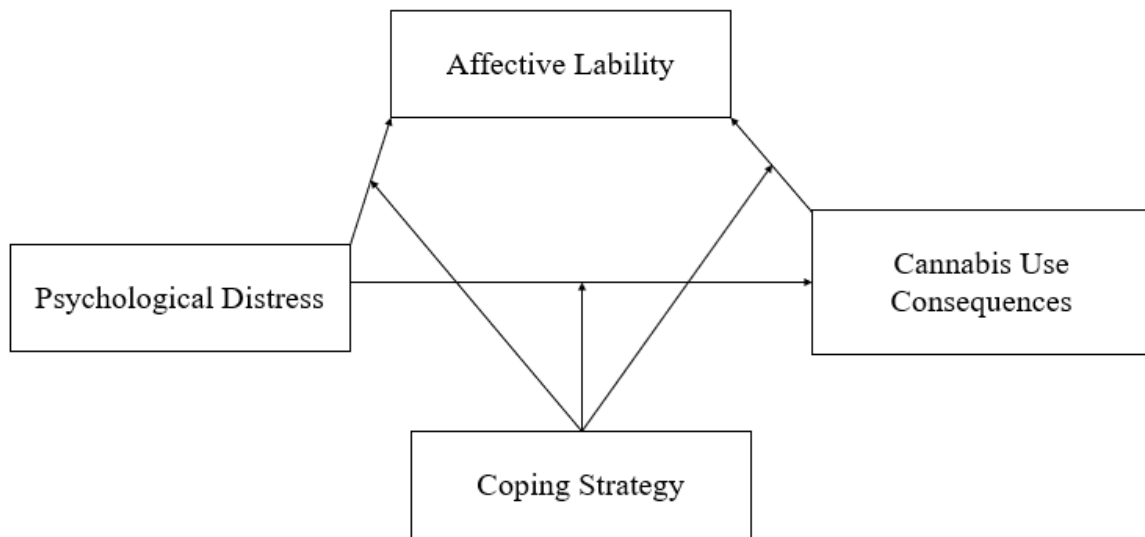 Affective Lability
Psychological Distress
Cannabis Use
Consequences
Coping Strategy